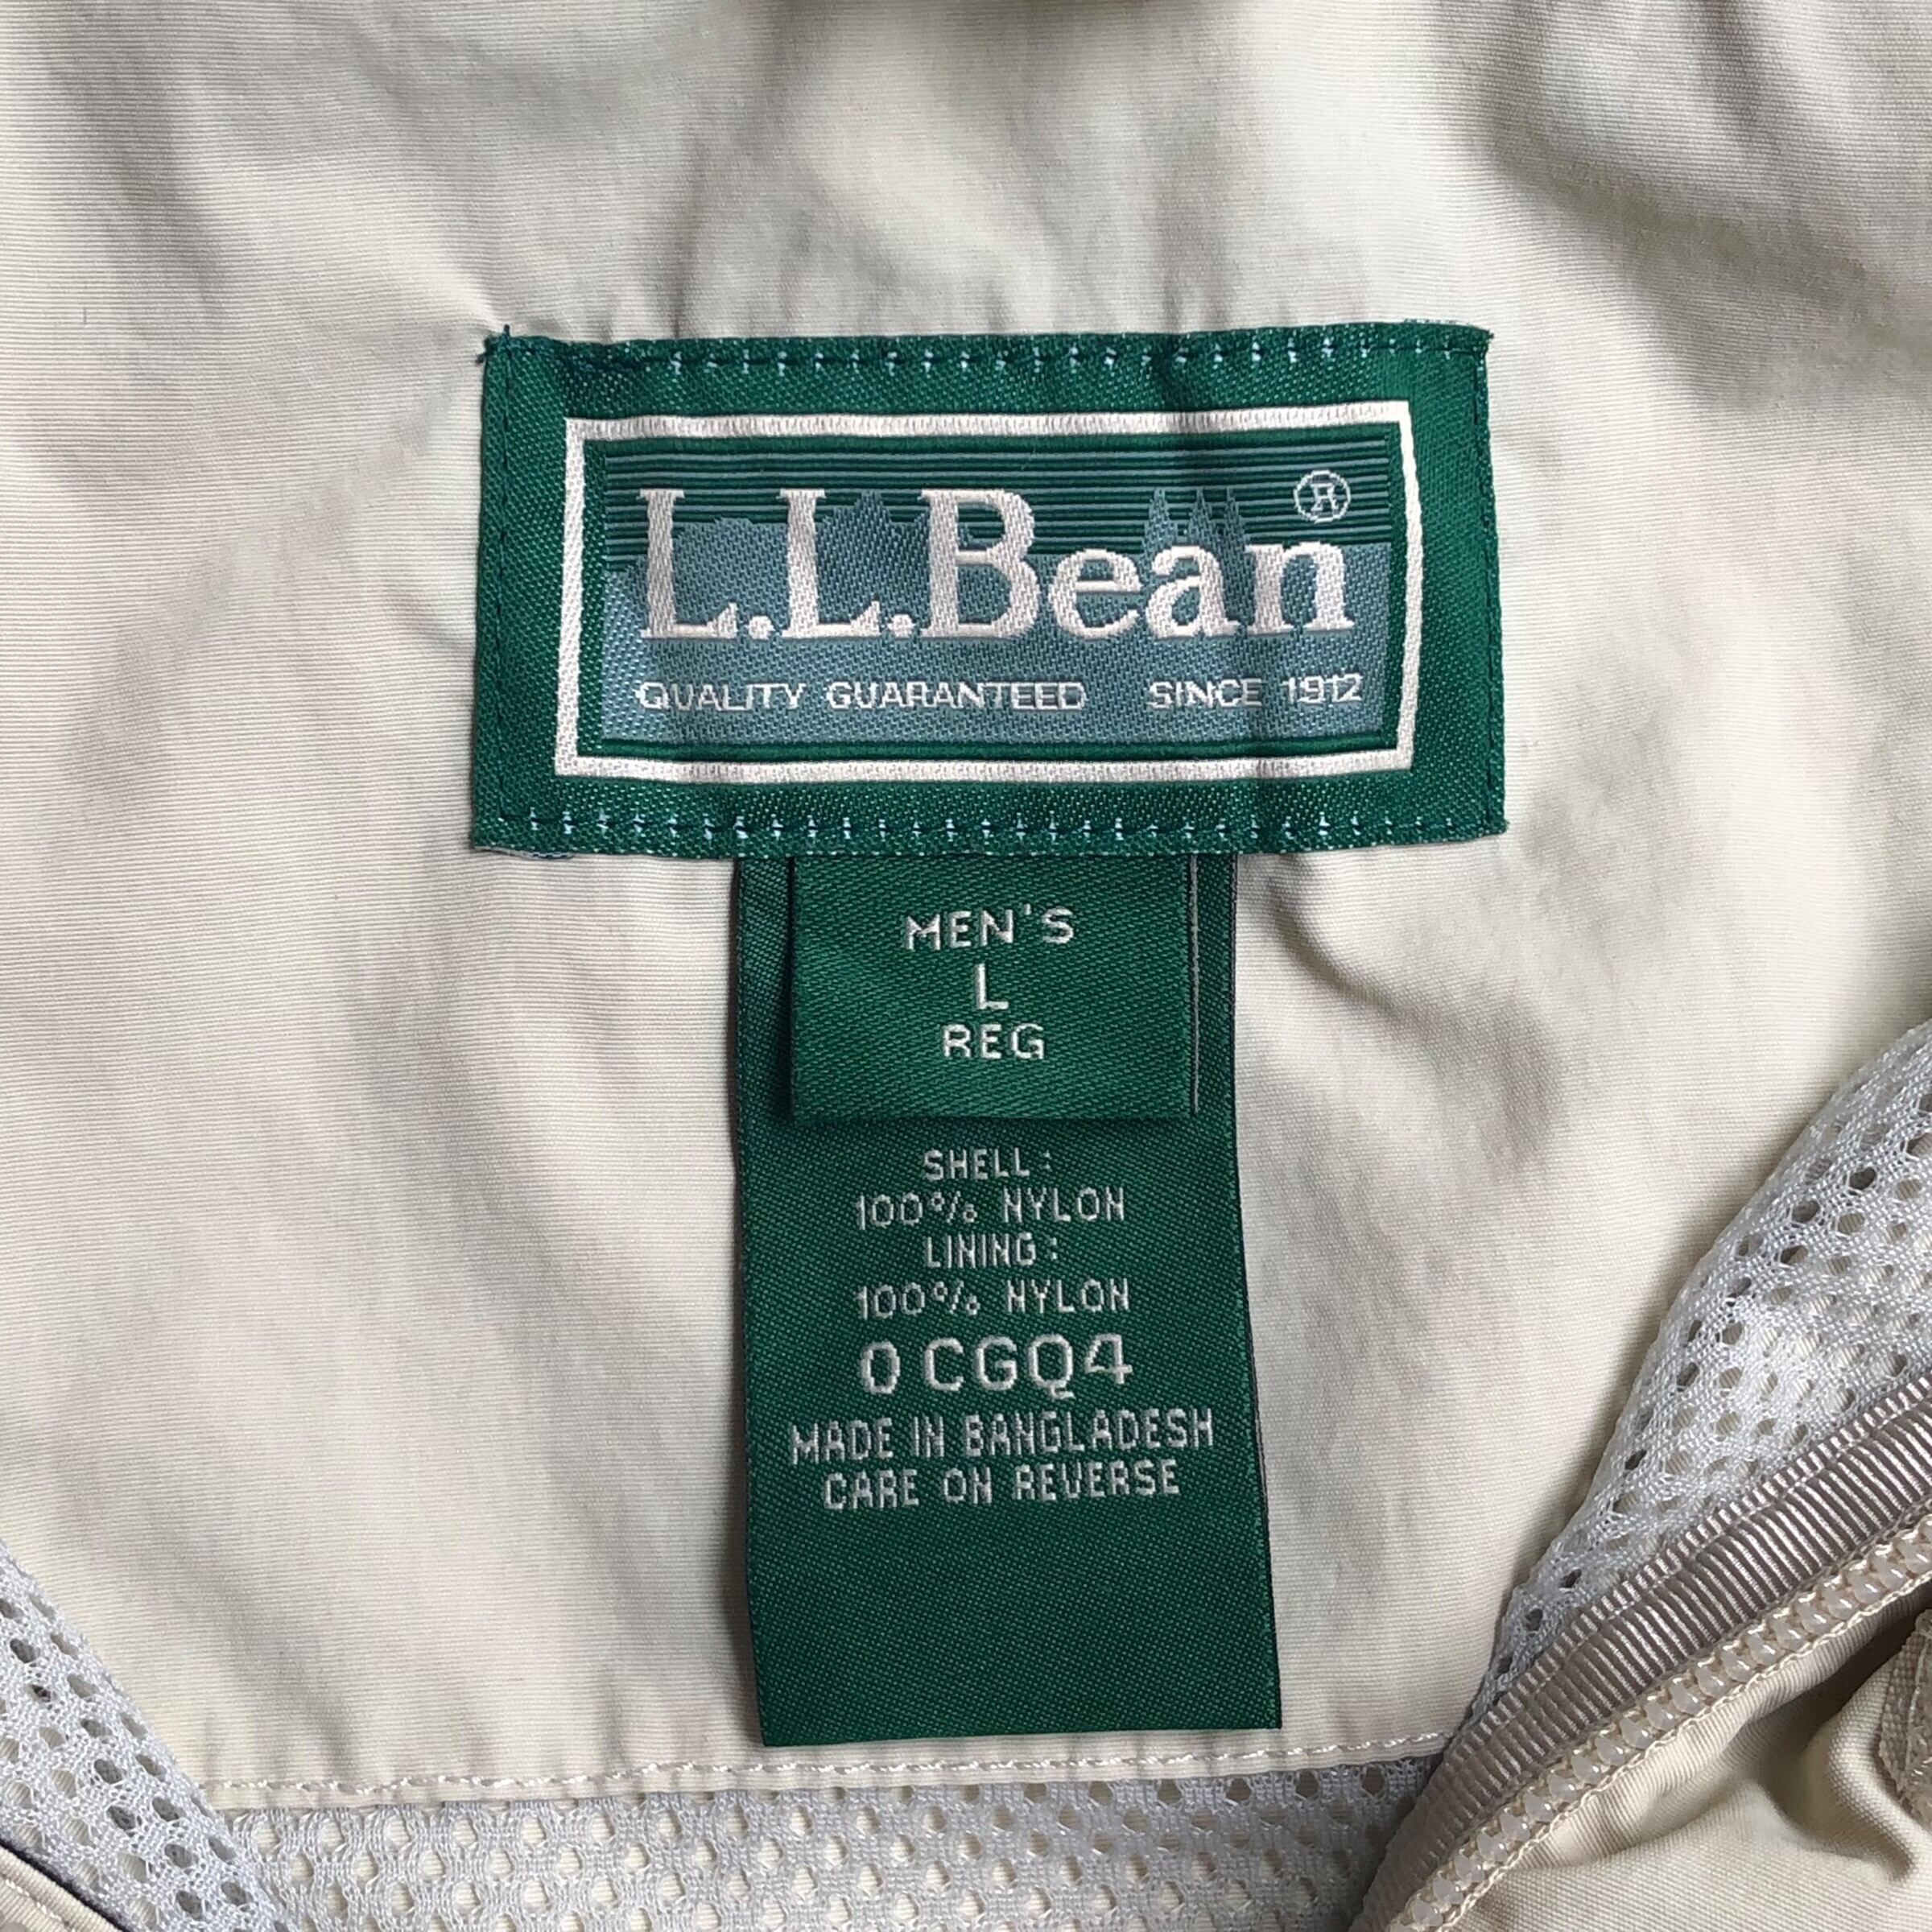 L.L.Bean®
QUALITY GUARANTEED SINCE 1912
MEN'S
L
REG
SHELL:
100% NYLON
LINING:
100% NYLON
0 CGQ4
MADE IN BANGLADESH
CARE ON REVERSE